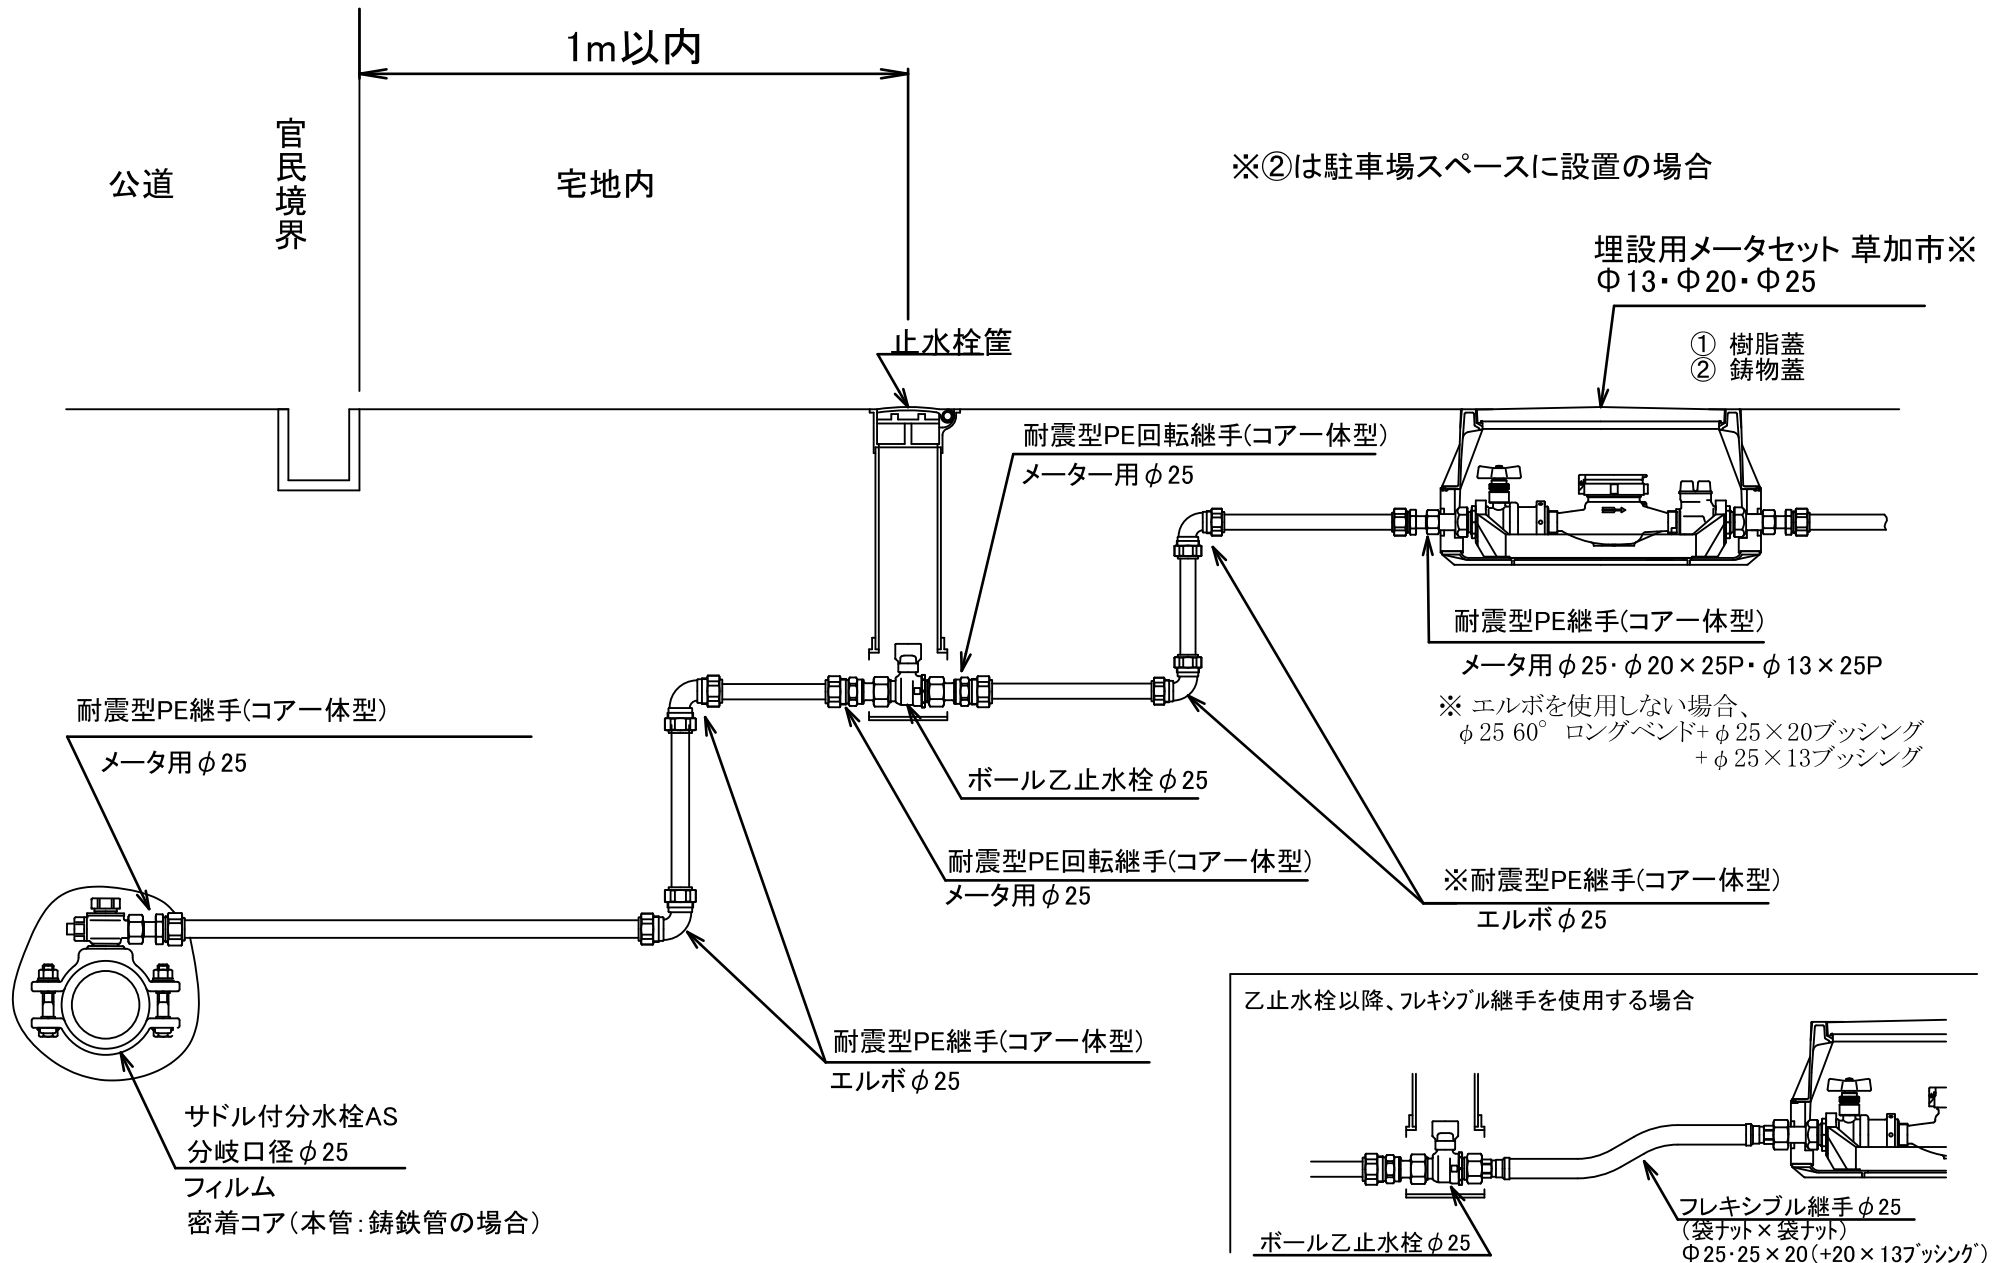 1m以内
公道
官民境界
宅地内
※②は駐車場スペースに設置の場合
埋設用メータセット 草加市※
Φ13・Φ20・Φ25
① 樹脂蓋
② 鋳物蓋
止水栓筐
耐震型PE回転継手(コアー体型)
メーター用φ25
耐震型PE継手(コアー体型)
メータ用φ25・φ20×25P・φ13×25P
※ エルボを使用しない場合、
φ25 60° ロングベンド+φ25×20ブッシング
+φ25×13ブッシング
耐震型PE継手(コアー体型)
メータ用φ25
ボール乙止水栓φ25
耐震型PE回転継手(コアー体型)
メータ用φ25
※耐震型PE継手(コアー体型)
エルボφ25
耐震型PE継手(コアー体型)
エルボφ25
サドル付分水栓AS
分岐口径φ25
フィルム
密着コア(本管:鋳鉄管の場合)
乙止水栓以降、フレキシブル継手を使用する場合
ボール乙止水栓φ25
フレキシブル継手φ25
(袋ナット×袋ナット)
Φ25・25×20(+20×13ブッシング)